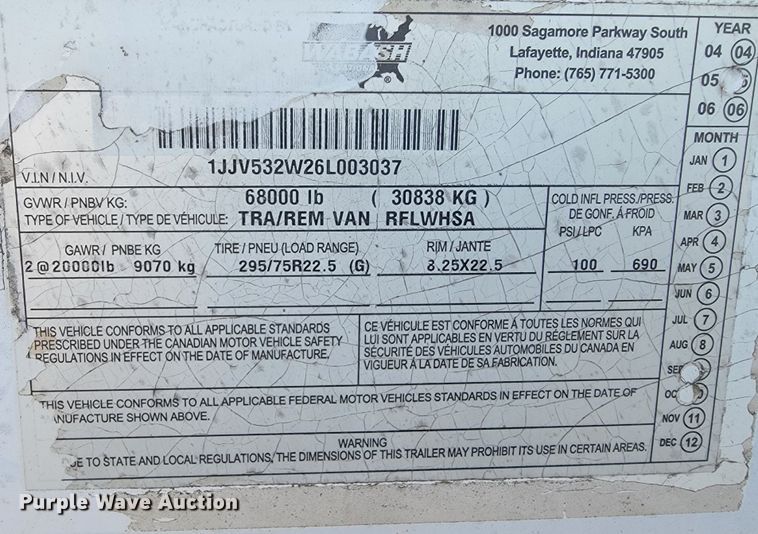 WABASH
NATIONAL
®
1000 Sagamore Parkway South
Lafayette, Indiana 47905
Phone: (765) 771-5300
YEAR
04 04
05
06 06
MONTH
JAN 1
FEB 2
MAR 3
APR 4
MAY 5
JUN 6
JUL 7
AUG 8
SEP
OC
NOV 11
DEC 12
V.I.N / N.I.V. 1JJV532W26L003037
GVWR / PNBV KG: 68000 lb ( 30838 KG )
TYPE OF VEHICLE / TYPE DE VÉHICULE: TRA/REM VAN RFLWHSA
COLD INFL PRESS./PRESS.
DE GONF. À FROID
PSI/LPC KPA
100 690
GAWR / PNBE KG TIRE / PNEU (LOAD RANGE) RIM / JANTE
2@20000lb 9070 kg 295/75R22.5 (G) 8.25X22.5
THIS VEHICLE CONFORMS TO ALL APPLICABLE STANDARDS
PRESCRIBED UNDER THE CANADIAN MOTOR VEHICLE SAFETY
REGULATIONS IN EFFECT ON THE DATE OF MANUFACTURE.
CE VÉHICULE EST CONFORME À TOUTES LES NORMES QUI
LUI SONT APPLICABLES EN VERTU DU RÉGLEMENT SUR LA
SÉCURITÉ DES VÉHICULES AUTOMOBILES DU CANADA EN
VIGUEUR À LA DATE DE SA FABRICATION.
THIS VEHICLE CONFORMS TO ALL APPLICABLE FEDERAL MOTOR VEHICLE STANDARDS IN EFFECT ON THE DATE OF
ANUFACTURE SHOWN ABOVE.
WARNING
UE TO STATE AND LOCAL REGULATIONS, THE DIMENSIONS OF THIS TRAILER MAY PROHIBIT ITS USE IN CERTAIN AREAS.
Purple Wave Auction